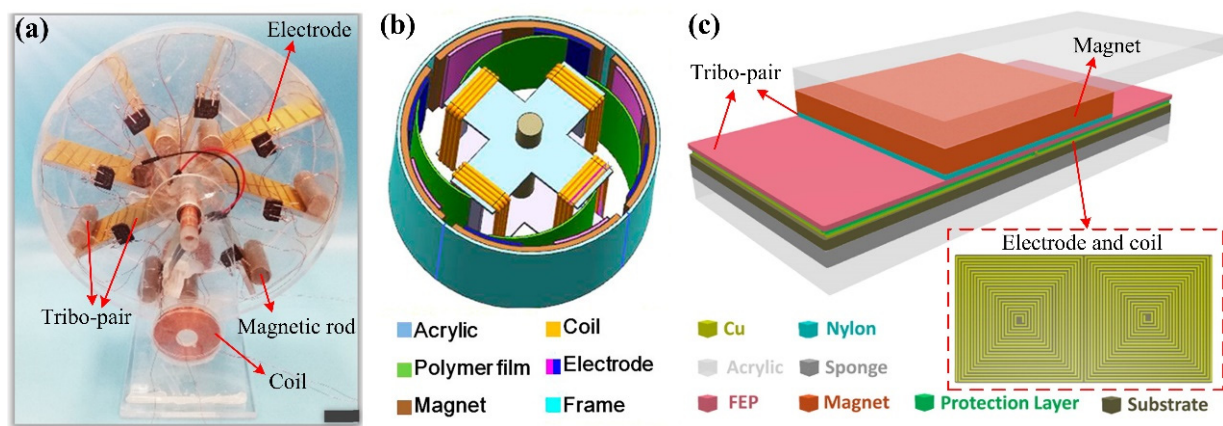 (a)
Electrode
Tribo-pair
Magnetic rod
Coil
(b)
Acrylic
Coil
Polymer film
Electrode
Magnet
Frame
(c)
Magnet
Tribo-pair
Electrode and coil
Cu
Nylon
Acrylic
Sponge
FEP
Magnet
Protection Layer
Substrate